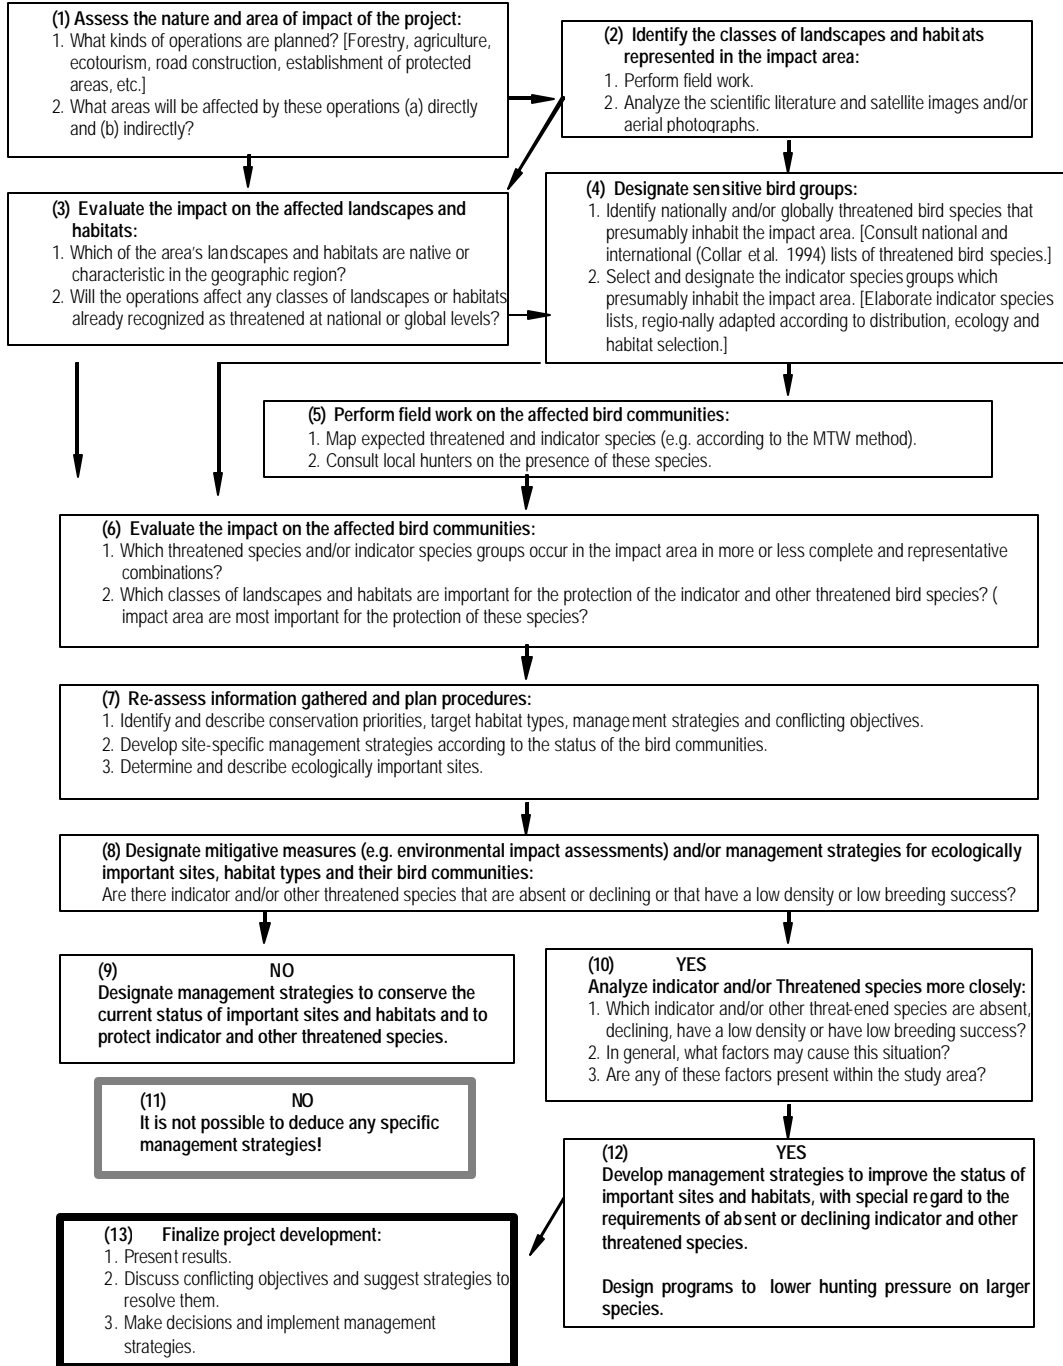 (1) Assess the nature and area of impact of the project:
1. What kinds of operations are planned? [Forestry, agriculture,
ecotourism, road construction, establishment of protected
areas, etc.]
2. What areas will be affected by these operations (a) directly
and (b) indirectly?
(2) Identify the classes of landscapes and habitats
represented in the impact area:
1. Perform field work.
2. Analyze the scientific literature and satellite images and/or
aerial photographs.
(3) Evaluate the impact on the affected landscapes and
habitats:
1. Which of the area's landscapes and habitats are native or
characteristic in the geographic region?
2. Will the operations affect any classes of landscapes or habitats
already recognized as threatened at national or global levels?
(4) Designate sensitive bird groups:
1. Identify nationally and/or globally threatened bird species that
presumably inhabit the impact area. [Consult national and
international (Collar et al. 1994) lists of threatened bird species.]
2. Select and designate the indicator species groups which
presumably inhabit the impact area. [Elaborate indicator species
lists, regio-nally adapted according to distribution, ecology and
habitat selection.]
(5) Perform field work on the affected bird communities:
1. Map expected threatened and indicator species (e.g. according to the MTW method).
2. Consult local hunters on the presence of these species.
(6) Evaluate the impact on the affected bird communities:
1. Which threatened species and/or indicator species groups occur in the impact area in more or less complete and representative
combinations?
2. Which classes of landscapes and habitats are important for the protection of the indicator and other threatened bird species? (
impact area are most important for the protection of these species?
(7) Re-assess information gathered and plan procedures:
1. Identify and describe conservation priorities, target habitat types, management strategies and conflicting objectives.
2. Develop site-specific management strategies according to the status of the bird communities.
3. Determine and describe ecologically important sites.
(8) Designate mitigative measures (e.g. environmental impact assessments) and/or management strategies for ecologically
important sites, habitat types and their bird communities:
Are there indicator and/or other threatened species that are absent or declining or that have a low density or low breeding success?
(9) NO
Designate management strategies to conserve the
current status of important sites and habitats and to
protect indicator and other threatened species.
(10) YES
Analyze indicator and/or Threatened species more closely:
1. Which indicator and/or other threat-ened species are absent,
declining, have a low density or have low breeding success?
2. In general, what factors may cause this situation?
3. Are any of these factors present within the study area?
(11) NO
It is not possible to deduce any specific
management strategies!
(12) YES
Develop management strategies to improve the status of
important sites and habitats, with special regard to the
requirements of absent or declining indicator and other
threatened species.
Design programs to lower hunting pressure on larger
species.
(13) Finalize project development:
1. Present results.
2. Discuss conflicting objectives and suggest strategies to
resolve them.
3. Make decisions and implement management
strategies.